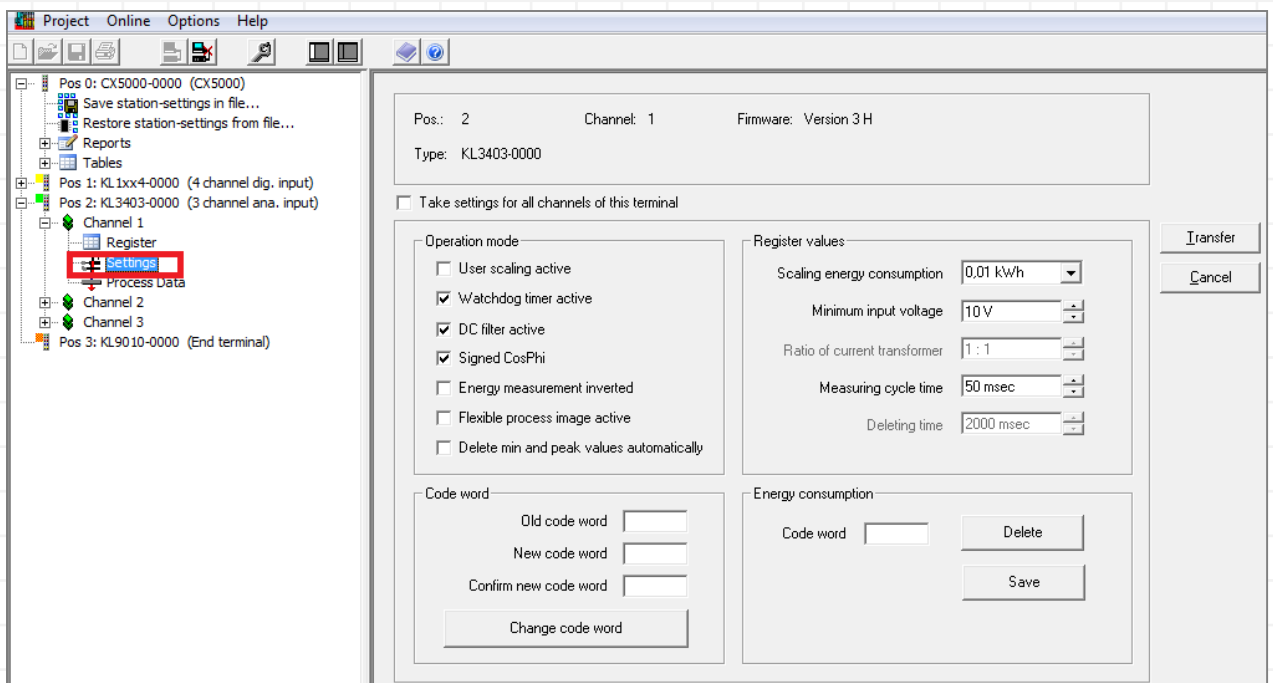 Project Online Options Help
Pos 0: CX5000-0000 (CX5000)
Save station-settings in file...
Restore station-settings from file...
Reports
Tables
Pos 1: KL1xx4-0000 (4 channel dig. input)
Pos 2: KL3403-0000 (3 channel ana. input)
Channel 1
Register
Settings
Process Data
Channel 2
Channel 3
Pos 3: KL9010-0000 (End terminal)
Pos.: 2 Channel: 1 Firmware: Version 3 H
Type: KL3403-0000
Take settings for all channels of this terminal
Operation mode
User scaling active
Watchdog timer active
DC filter active
Signed CosPhi
Energy measurement inverted
Flexible process image active
Delete min and peak values automatically
Register values
Scaling energy consumption 0,01 kWh
Minimum input voltage 10 V
Ratio of current transformer 1 : 1
Measuring cycle time 50 msec
Deleting time 2000 msec
Code word
Old code word
New code word
Confirm new code word
Change code word
Energy consumption
Code word Delete
Save
Transfer
Cancel